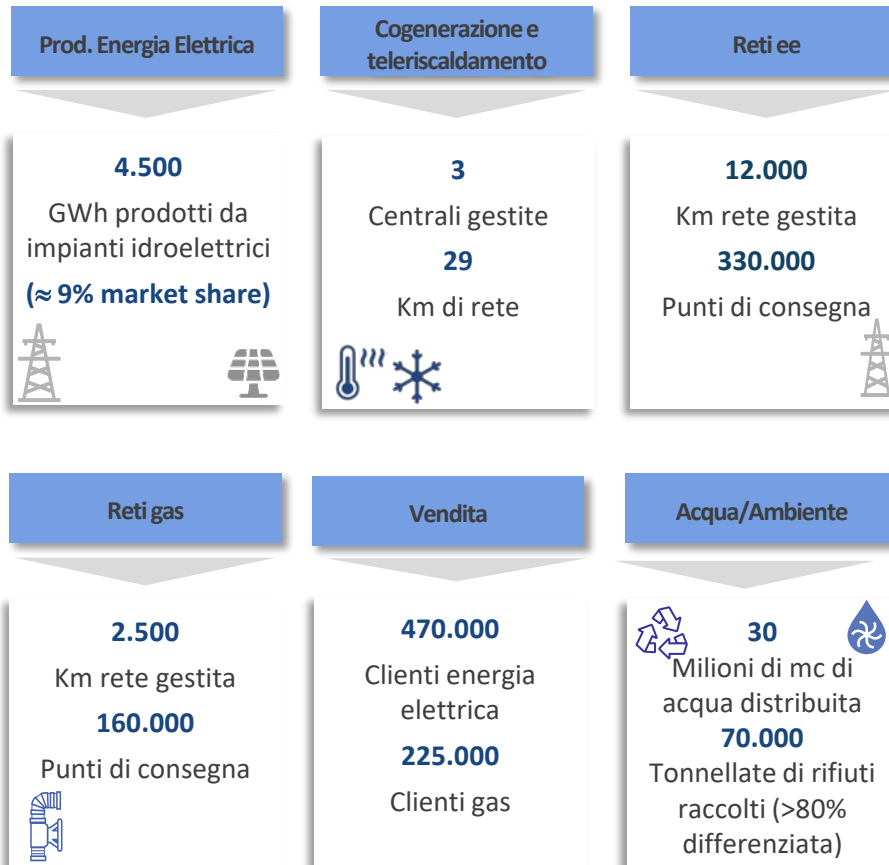 Prod. Energia Elettrica
4.500
GWh prodotti da
impianti idroelettrici
(≈ 9% market share)
Cogenerazione e
teleriscaldamento
3
Centrali gestite
29
Km di rete
Reti ee
12.000
Km rete gestita
330.000
Punti di consegna
Reti gas
2.500
Km rete gestita
160.000
Punti di consegna
Vendita
470.000
Clienti energia
elettrica
225.000
Clienti gas
Acqua/Ambiente
30
Milioni di mc di
acqua distribuita
70.000
Tonnellate di rifiuti
raccolti (>80%
differenziata)